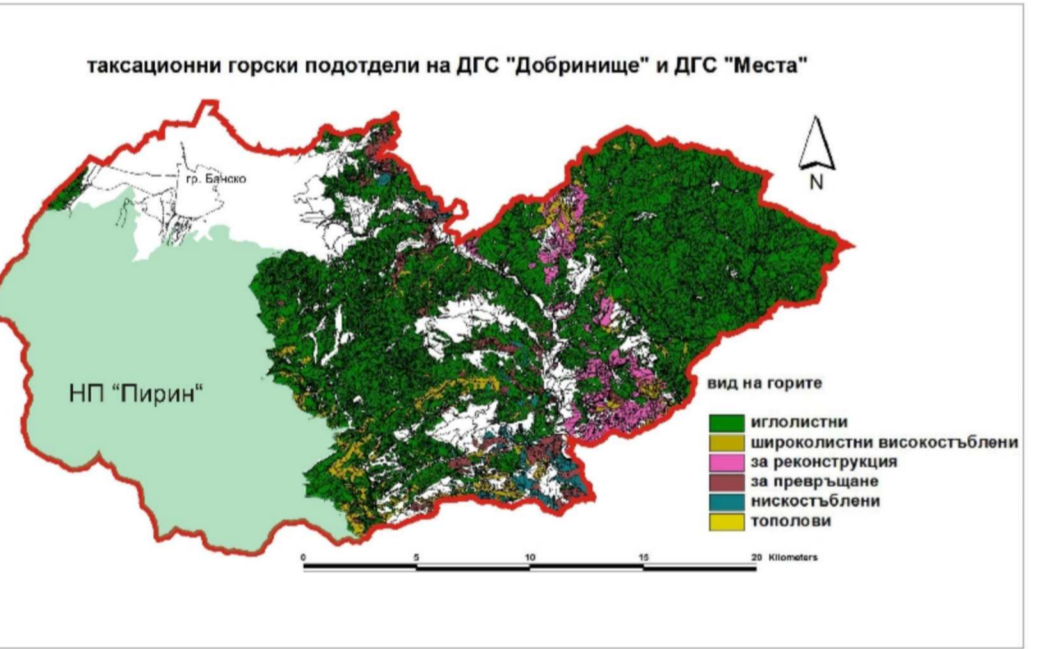 таксационни горски подотдели на ДГС "Добринище" и ДГС "Места"
гр. Банско
N
НП “Пирин“
вид на горите
иглолистни
широколистни високостъблени
за реконструкция
за превръщане
нискостъблени
тополови
0 5 10 15 20 Kilometers